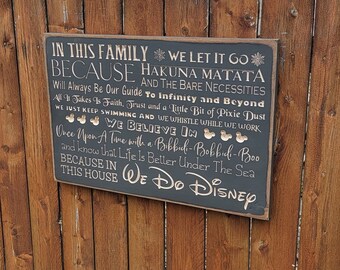 IN THIS FAMILY WE LET IT GO
BECAUSE HAKUNA MATATA
AND THE BARE NECESSITIES
Will Always Be Our Guide To Infinity and Beyond
All It Takes Is Faith, Trust and a Little Bit of Pixie Dust
WE JUST KEEP SWIMMING AND WE WHISTLE WHILE WE WORK
WE BELIEVE IN
Once Upon A Time with a Bibbidi-Bobbidi-Boo
and know that Life Is Better Under The Sea
BECAUSE IN THIS HOUSE We Do Disney